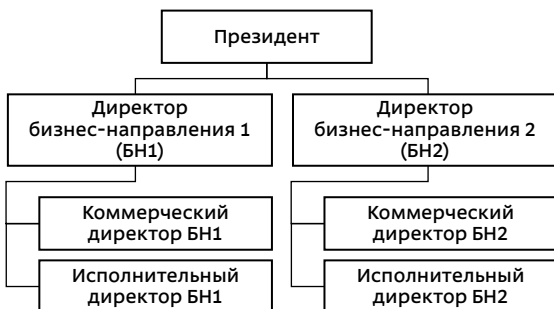 Президент
Директор
бизнес-направления 1
(БН1)
Директор
бизнес-направления 2
(БН2)
Коммерческий
директор БН1
Исполнительный
директор БН1
Коммерческий
директор БН2
Исполнительный
директор БН2